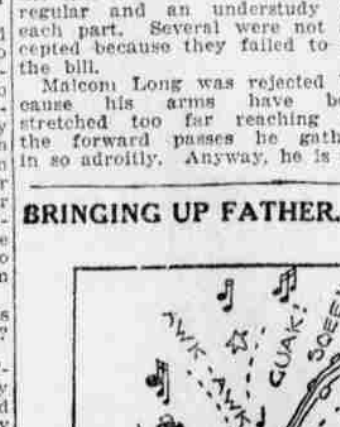 regular and an understudy
each part. Several were not
cepted because they failed to
the bill.
Malcom Long was rejected
cause his arms have
stretched too far reaching
the forward passes he
in so adroitly. Anyway, he is
BRINGING UP FATHER.
AWK
AWK
GUAK!